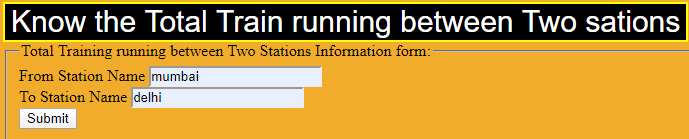 Know the Total Train running between Two sations
Total Training running between Two Stations Information form:
From Station Name mumbai
To Station Name delhi
Submit